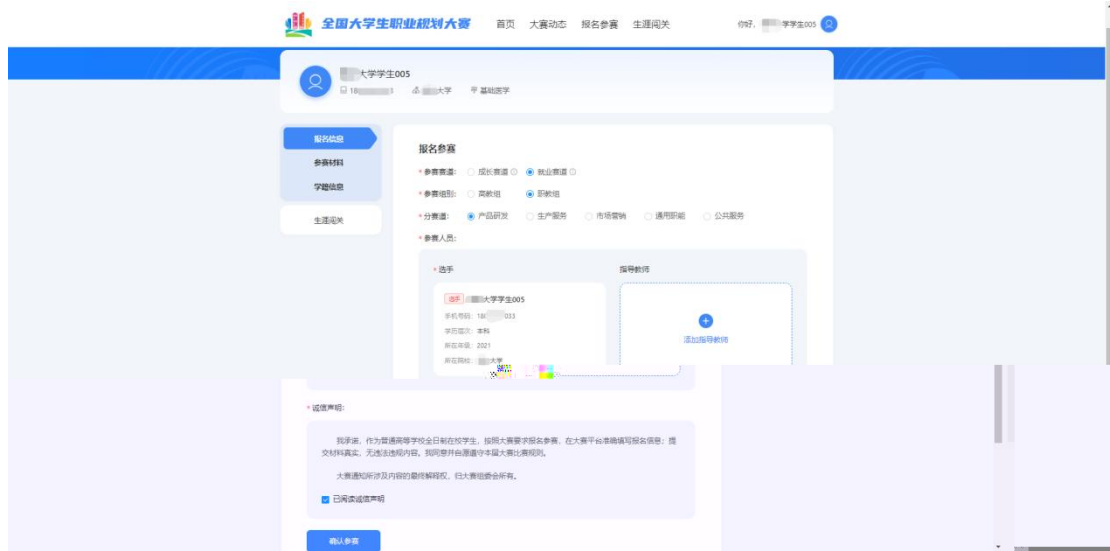 全国大学生职业规划大赛 首页 大赛动态 报名参赛 生涯闯关 你好, 学学生005
大学学生005
18 3 大学 基础医学
报名信息
参赛材料
学籍信息
生涯闯关
报名参赛
* 参赛赛道: 成长赛道 就业赛道
* 参赛组别: 高教组 职教组
* 分赛道: 产品研发 生产服务 市场营销 通用职能 公共服务
* 参赛人员:
* 选手 指导教师
选手 大学学生005
手机号码: 18 033
学历层次: 本科
所在年级: 2021
所在院校: 大学
添加指导教师
* 诚信声明:
我承诺,作为普通高等学校全日制在校学生,按照大赛要求报名参赛,在大赛平台准确填写报名信息;提
交材料真实,无违法违规内容。我同意并自愿遵守本届大赛比赛规则。
大赛通知所涉及内容的最终解释权,归大赛组委会所有。
已阅读诚信声明
确认参赛